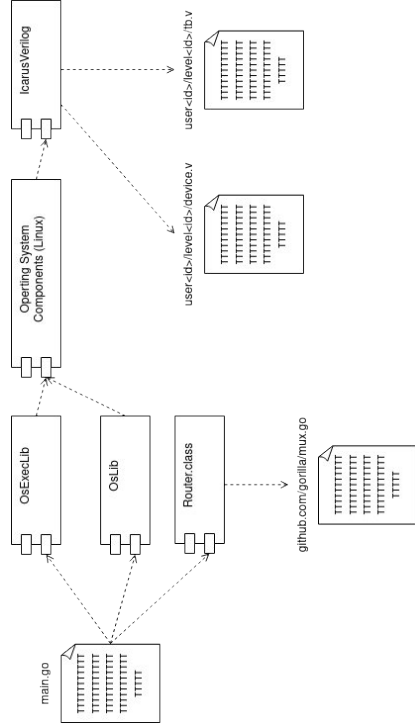 main.go
OsExecLib
Operting System
Components (Linux)
IcarusVerilog
OsLib
Router.class
user<id>/level<id>/device.v
user<id>/level<id>/tb.v
github.com/gorilla/mux.go